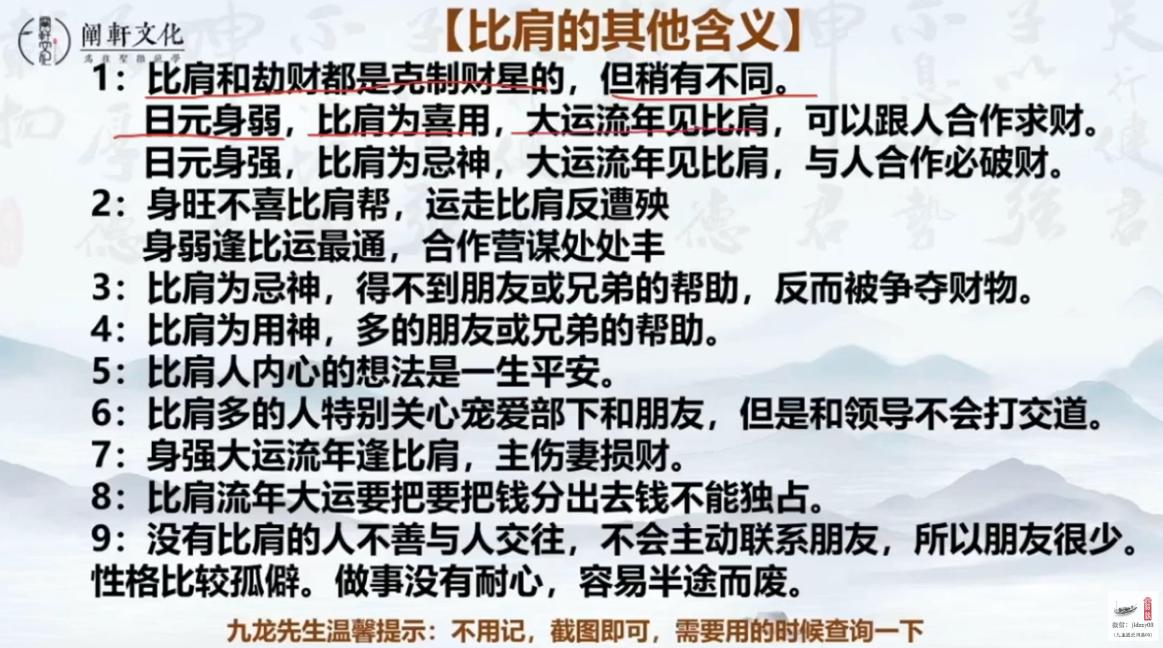 【比肩的其他含义】
阐軒文化
1：比肩和劫财都是克制财星的，但稍有不同。
日元身弱，比肩为喜用，大运流年见比肩，可以跟人合作求财。
日元身强，比肩为忌神，大运流年见比肩，与人合作必破财。
2：身旺不喜比肩帮，运走比肩反遭殃
身弱逢比运最通，合作营谋处处丰
3：比肩为忌神，得不到朋友或兄弟的帮助，反而被争夺财物。
4：比肩为用神，多的朋友或兄弟的帮助。
5：比肩人内心的想法是一生平安。
6：比肩多的人特别关心宠爱部下和朋友，但是和领导不会打交道。
7：身强大运流年逢比肩，主伤妻损财。
8：比肩流年大运要把要把钱分出去钱不能独占。
9：没有比肩的人不善与人交往，不会主动联系朋友，所以朋友很少。
性格比较孤僻。做事没有耐心，容易半途而废。
九龙先生温馨提示：不用记，截图即可，需要用的时候查询一下